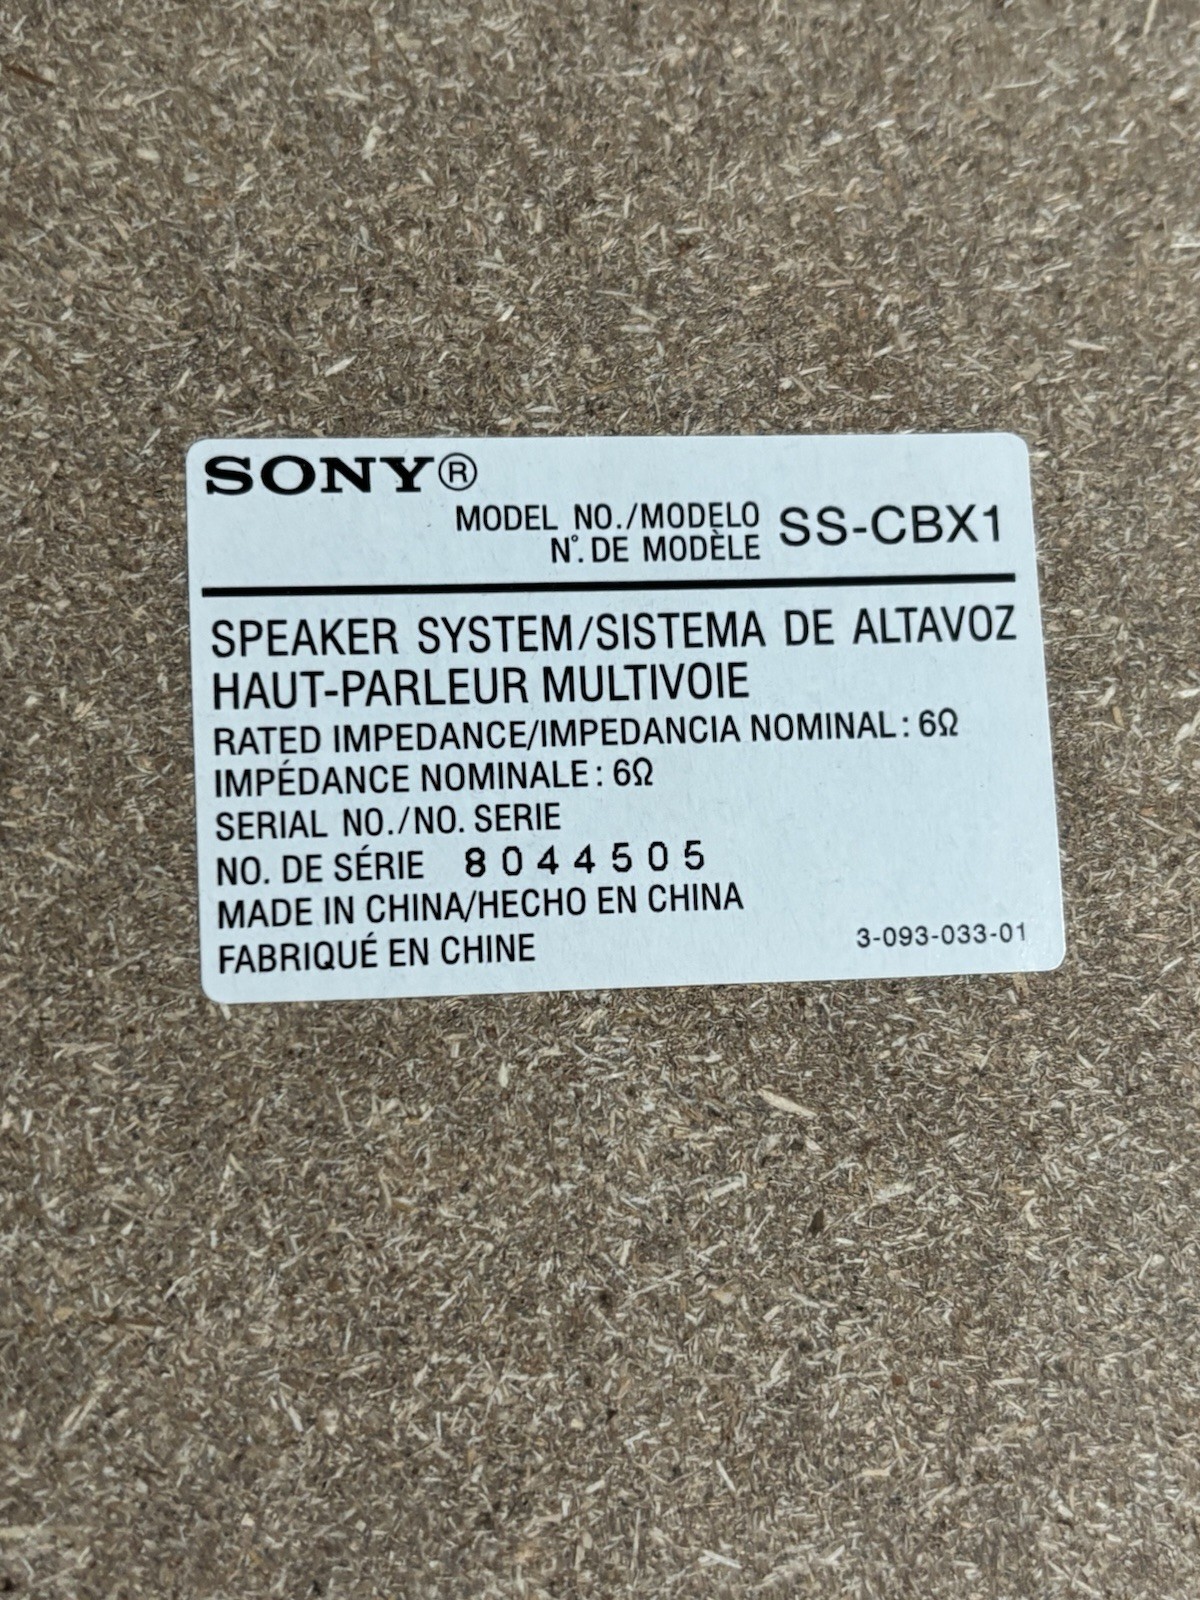 SONY®
MODEL NO./MODELO
N°. DE MODÈLE SS-CBX1
SPEAKER SYSTEM/SISTEMA DE ALTAVOZ
HAUT-PARLEUR MULTIVOIE
RATED IMPEDANCE/IMPEDANCIA NOMINAL : 6Ω
IMPÉDANCE NOMINALE : 6Ω
SERIAL NO./NO. SERIE
NO. DE SÉRIE 8044505
MADE IN CHINA/HECHO EN CHINA
FABRIQUÉ EN CHINE 3-093-033-01